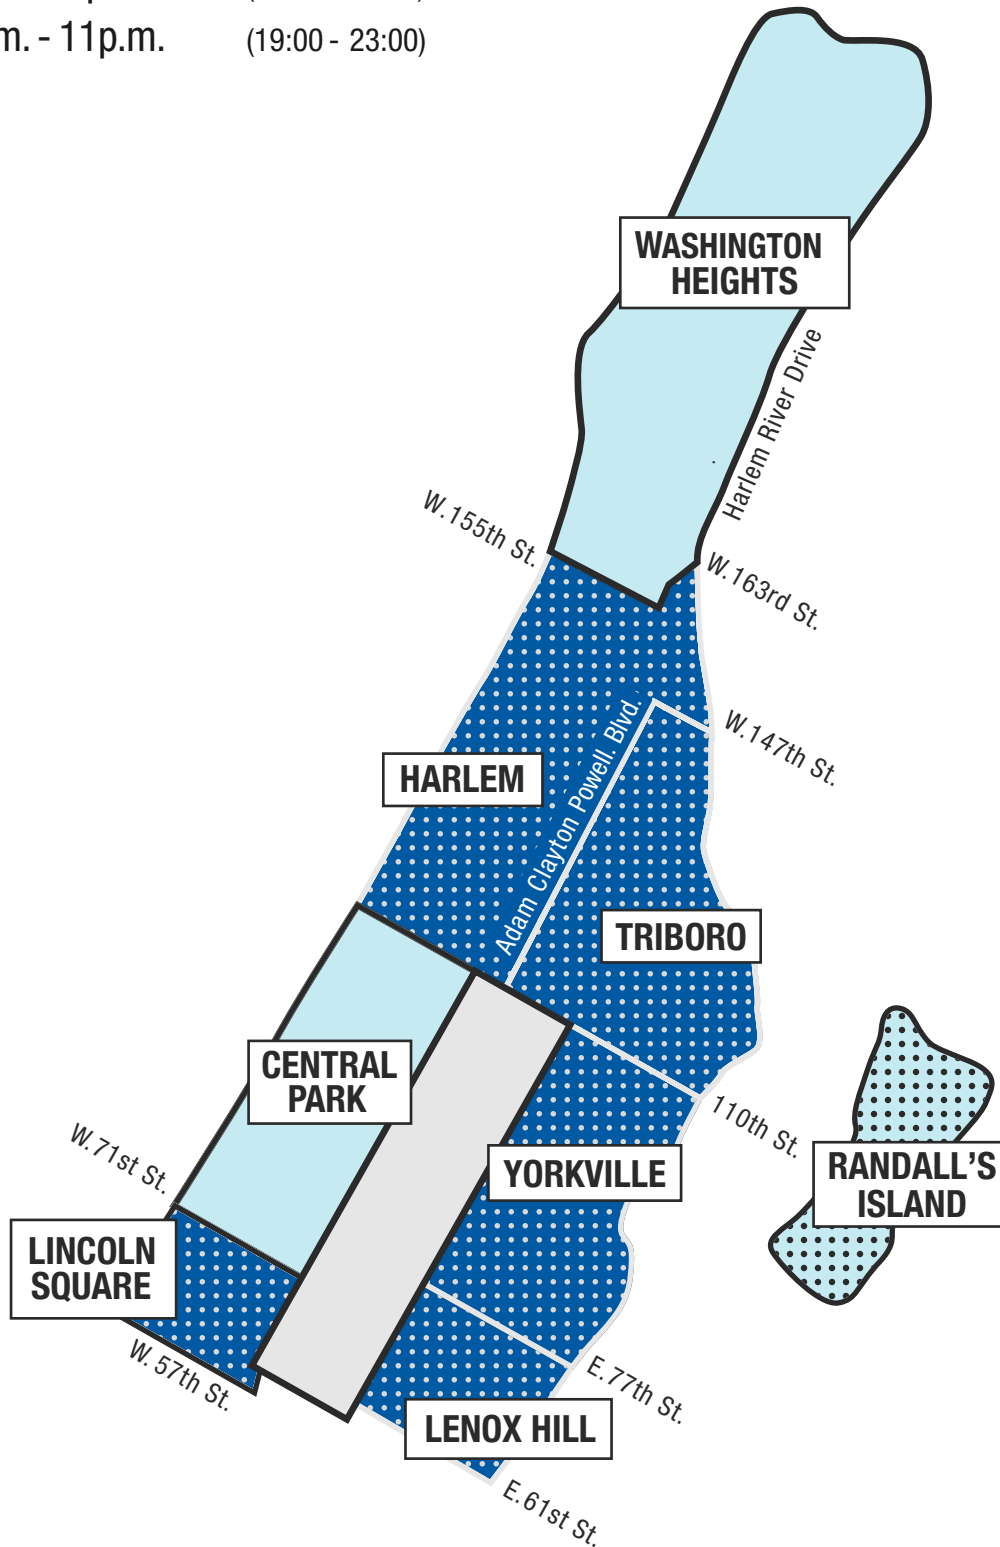 m. - 11p.m. (19:00 - 23:00)
WASHINGTON
HEIGHTS
Harlem River Drive
W.155th St.
W.163rd St.
W.147th St.
HARLEM
Adam Clayton Powell. Blvd.
TRIBORO
CENTRAL
PARK
110th St.
W.71st St.
YORKVILLE
RANDALL'S
ISLAND
LINCOLN
SQUARE
W. 57th St.
E.77th St.
LENOX HILL
E.61st St.